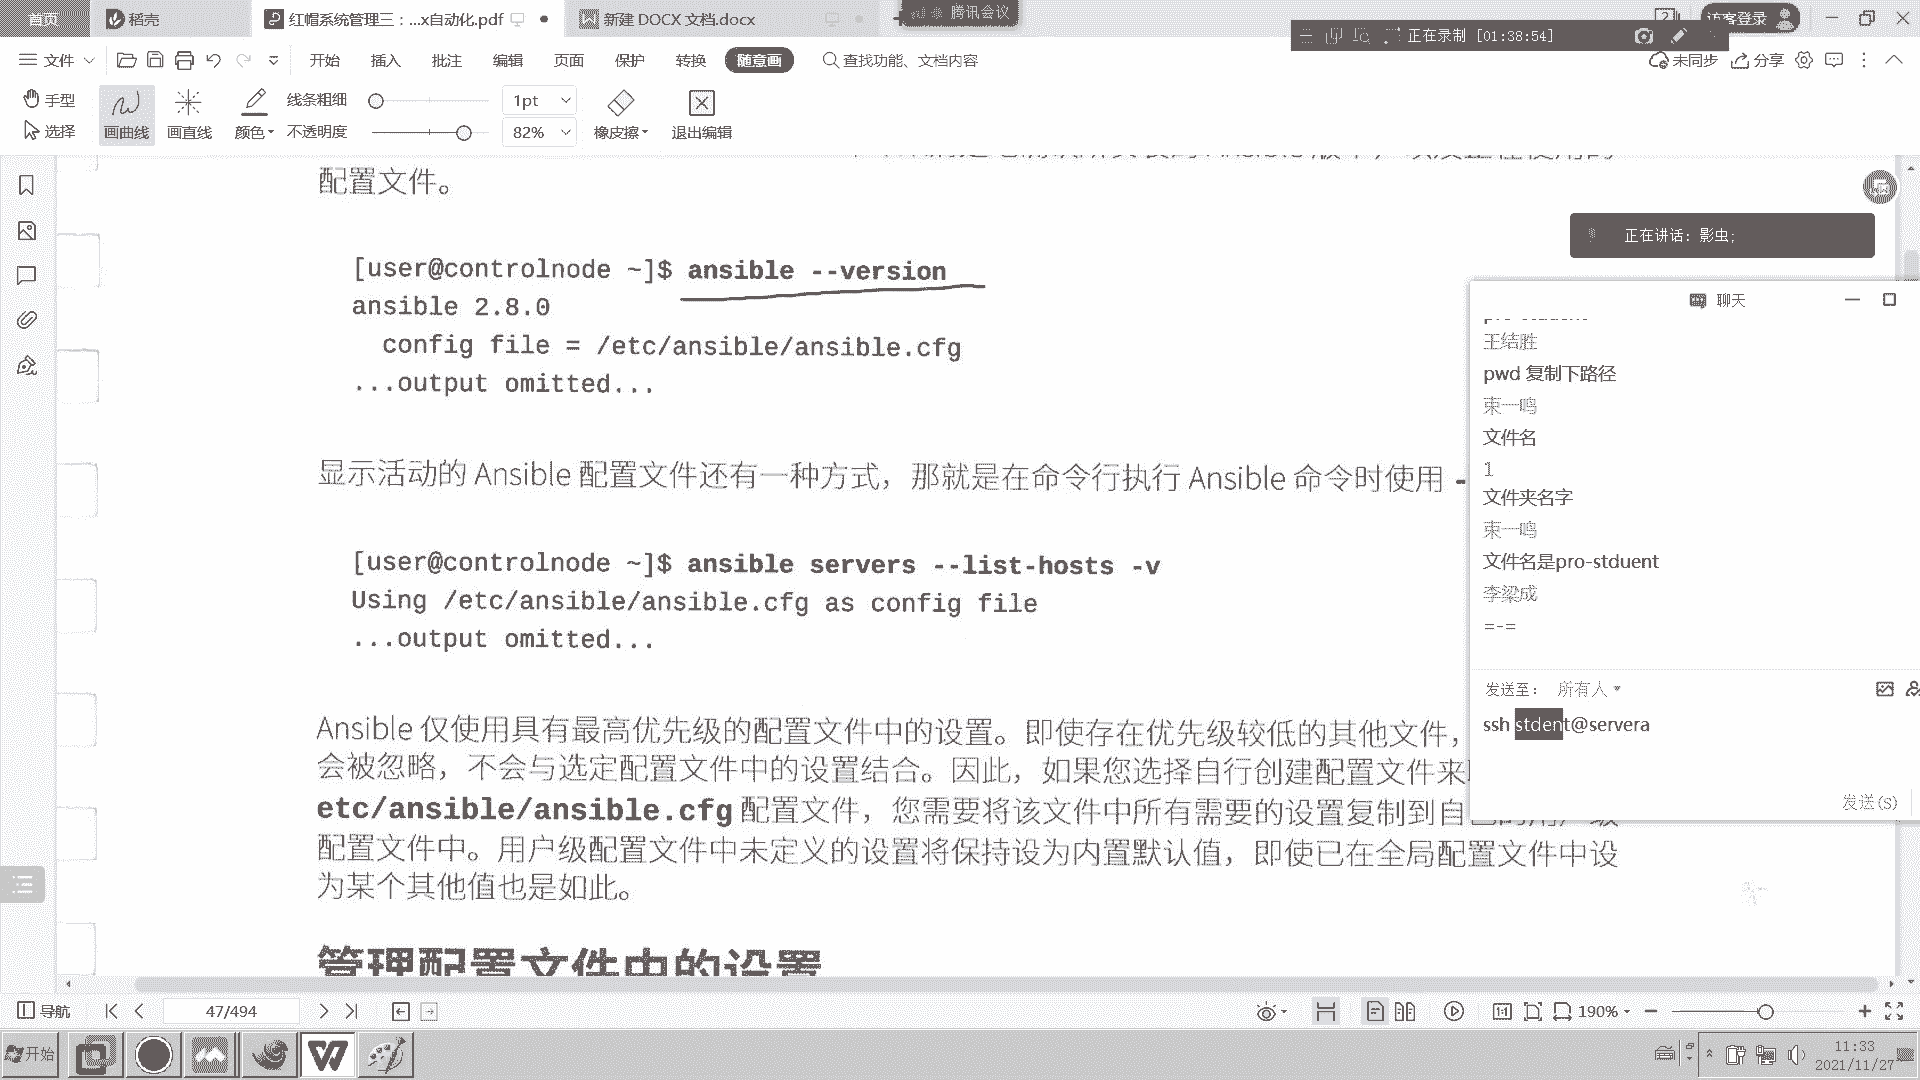 首页
稻壳
红帽系统管理三：...x自动化.pdf
新建 DOCX 文档.docx
腾讯会议
访客登录
正在录制 [01:38:54]
文件
开始
插入
批注
编辑
页面
保护
转换
随意画
查找功能、文档内容
未同步
分享
手型
选择
画曲线
画直线
颜色
线条粗细
1pt
不透明度
82%
橡皮擦
退出编辑
配置文件。
[user@controlnode ~]$ ansible --version
ansible 2.8.0
config file = /etc/ansible/ansible.cfg
...output omitted...
显示活动的 Ansible 配置文件还有一种方式，那就是在命令行执行 Ansible 命令时使用 -
[user@controlnode ~]$ ansible servers --list-hosts -v
Using /etc/ansible/ansible.cfg as config file
...output omitted...
Ansible 仅使用具有最高优先级的配置文件中的设置。即使存在优先级较低的其他文件，
会被忽略，不会与选定配置文件中的设置结合。因此，如果您选择自行创建配置文件来
etc/ansible/ansible.cfg 配置文件，您需要将该文件中所有需要的设置复制到自己的用户级
配置文件中。用户级配置文件中未定义的设置将保持设为内置默认值，即使已在全局配置文件中设
为某个其他值也是如此。
管理配置文件中的设置
正在讲话：影虫;
聊天
王结胜
pwd 复制下路径
束一鸣
文件名
1
文件夹名字
束一鸣
文件名是pro-stduent
李梁成
=-=
发送至：
所有人
ssh stdent@servera
发送(S)
导航
47/494
190%
开始
11:33
2021/11/27